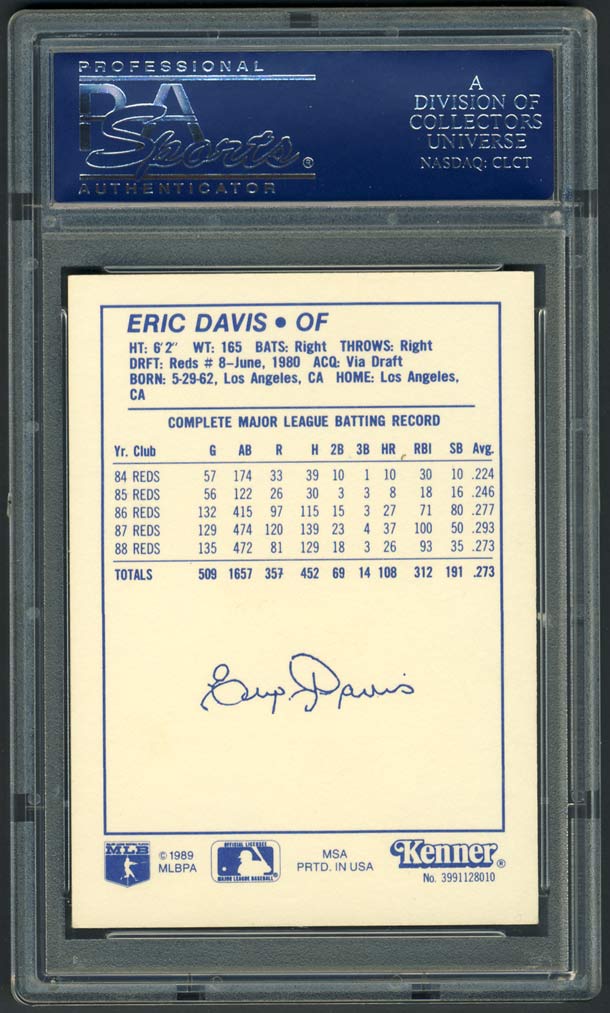 PROFESSIONAL
PSA
Sports®
AUTHENTICATOR
A
DIVISION OF
COLLECTORS
UNIVERSE
NASDAQ: CLCT
ERIC DAVIS • OF
HT: 6'2" WT: 165 BATS: Right THROWS: Right
DRFT: Reds # 8–June, 1980 ACQ: Via Draft
BORN: 5-29-62, Los Angeles, CA HOME: Los Angeles,
CA
COMPLETE MAJOR LEAGUE BATTING RECORD
Yr. Club G AB R H 2B 3B HR RBI SB Avg.
84 REDS 57 174 33 39 10 1 10 30 10 .224
85 REDS 56 122 26 30 3 3 8 18 16 .246
86 REDS 132 415 97 115 15 3 27 71 80 .277
87 REDS 129 474 120 139 23 4 37 100 50 .293
88 REDS 135 472 81 129 18 3 26 93 35 .273
TOTALS 509 1657 357 452 69 14 108 312 191 .273
Eric Davis
MLB
© 1989
MLBPA
OFFICIAL LICENSEE
MAJOR LEAGUE BASEBALL
MSA
PRTD. IN USA
Kenner®
No. 3991128010